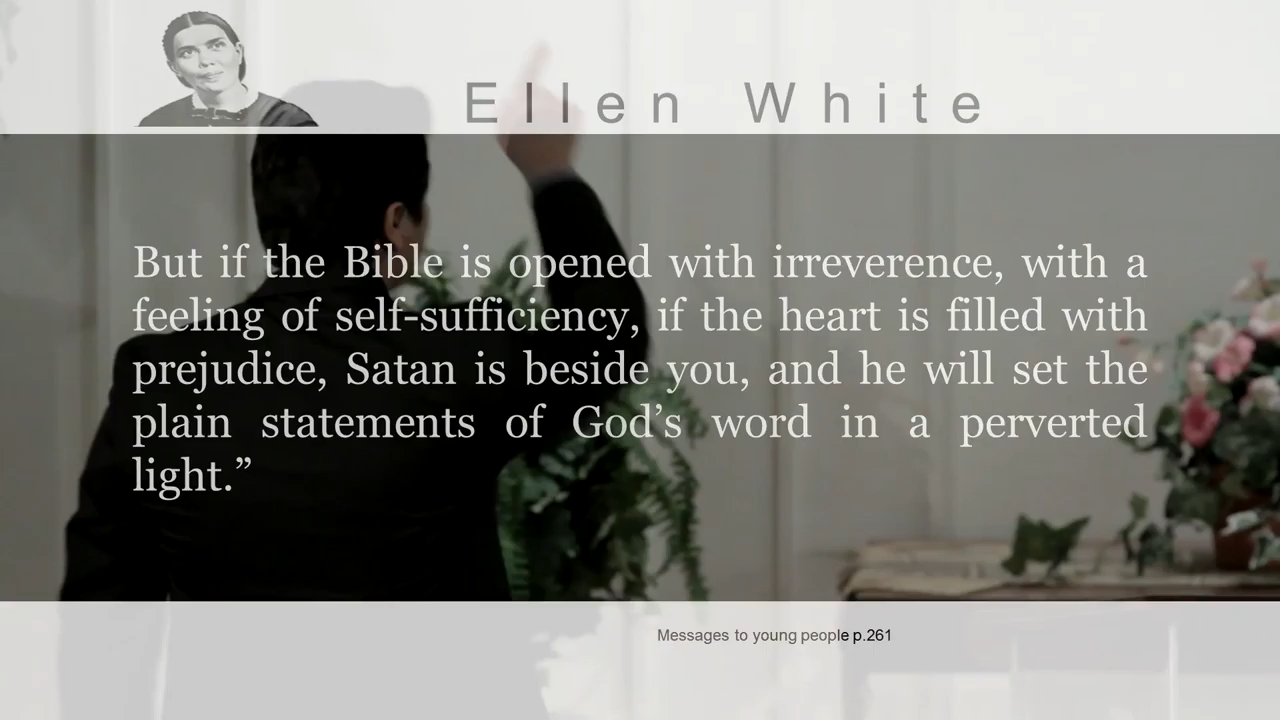 Ellen White
But if the Bible is opened with irreverence, with a
feeling of self-sufficiency, if the heart is filled with
prejudice, Satan is beside you, and he will set the
plain statements of God’s word in a perverted
light.”
Messages to young people p.261